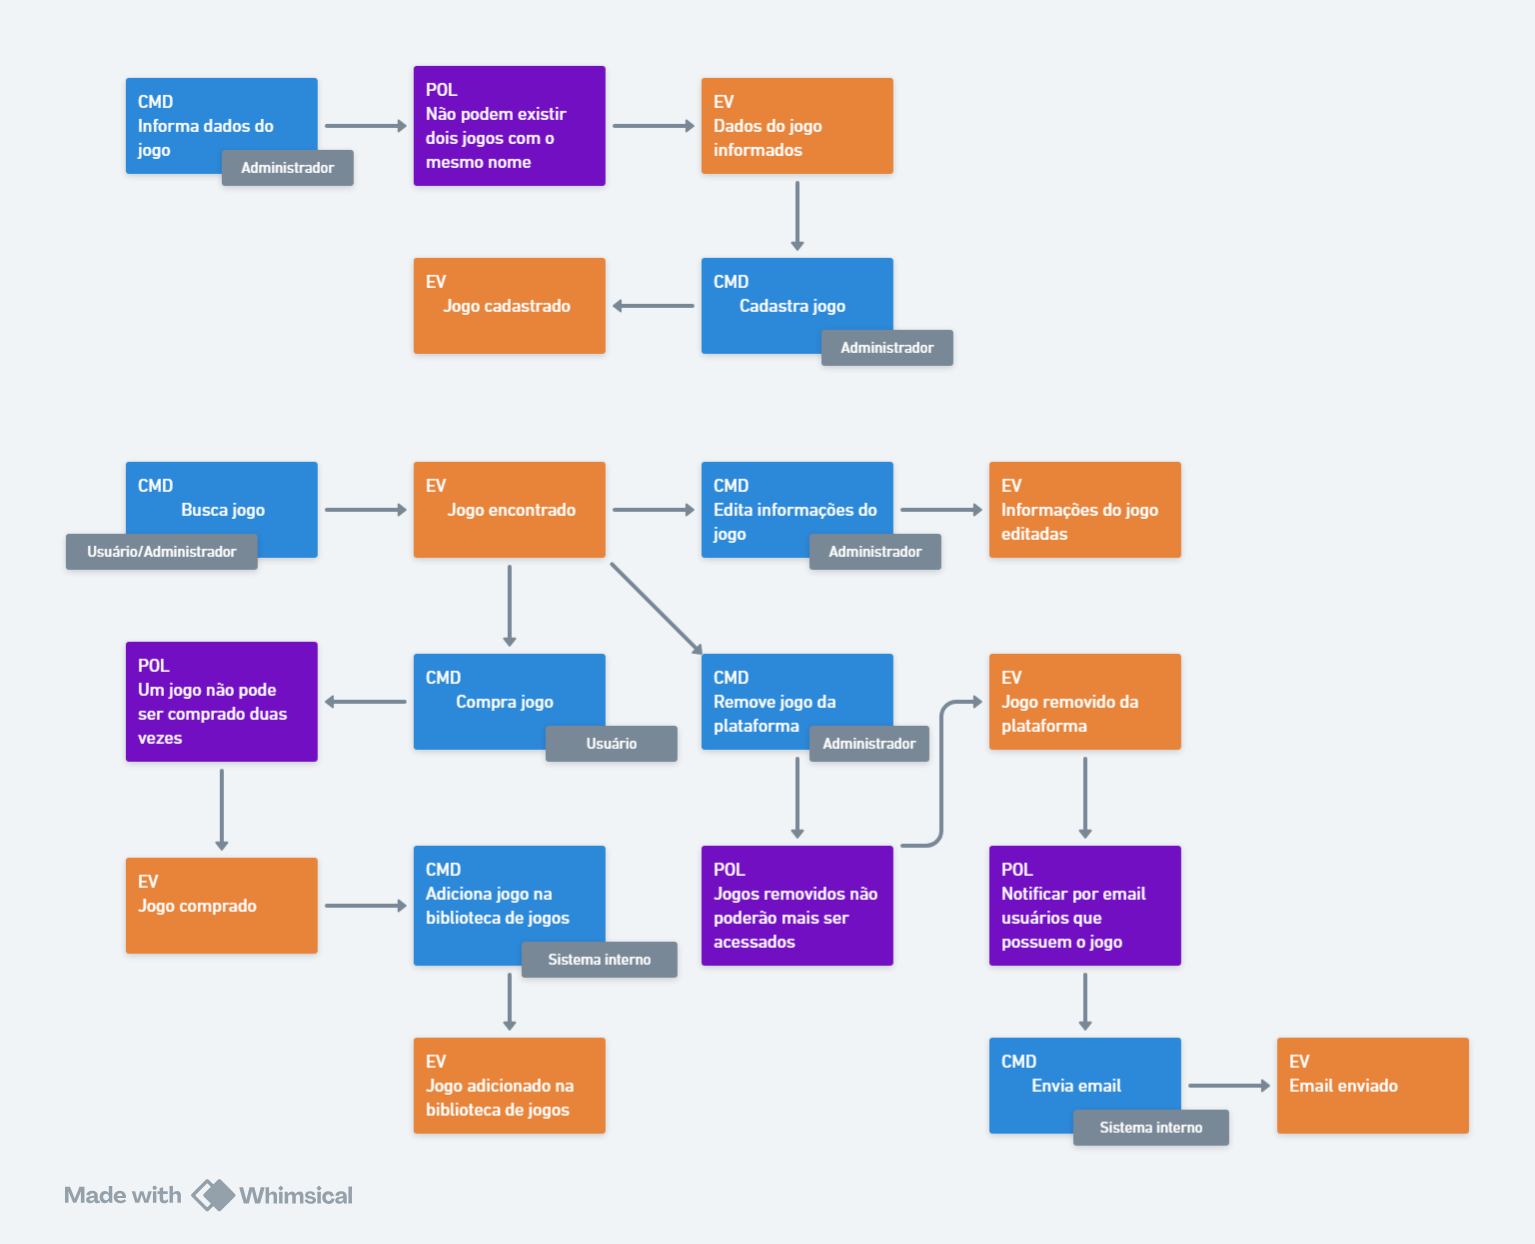 CMD
Informa dados do
jogo
Administrador
POL
Não podem existir
dois jogos com o
mesmo nome
EV
Dados do jogo
informados
EV
Jogo cadastrado
CMD
Cadastra jogo
Administrador
CMD
Busca jogo
Usuário/Administrador
EV
Jogo encontrado
CMD
Edita informações do
jogo
Administrador
EV
Informações do jogo
editadas
POL
Um jogo não pode
ser comprado duas
vezes
CMD
Compra jogo
Usuário
CMD
Remove jogo da
plataforma
Administrador
EV
Jogo removido da
plataforma
EV
Jogo comprado
CMD
Adiciona jogo na
biblioteca de jogos
Sistema interno
POL
Jogos removidos não
poderão mais ser
acessados
POL
Notificar por email
usuários que
possuem o jogo
EV
Jogo adicionado na
biblioteca de jogos
CMD
Envia email
Sistema interno
EV
Email enviado
Made with Whimsical